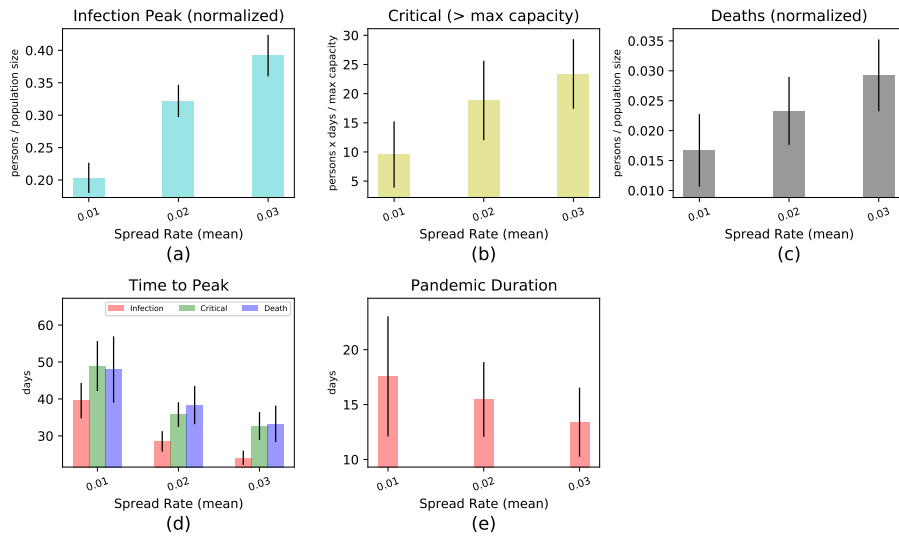 Infection Peak (normalized)
persons / population size
0.40
0.35
0.30
0.25
0.20
0.01
0.02
0.03
Spread Rate (mean)
(a)
Critical (> max capacity)
persons x days / max capacity
30
25
20
15
10
5
0.01
0.02
0.03
Spread Rate (mean)
(b)
Deaths (normalized)
persons / population size
0.035
0.030
0.025
0.020
0.015
0.010
0.01
0.02
0.03
Spread Rate (mean)
(c)
Time to Peak
Infection
Critical
Death
days
60
50
40
30
0.01
0.02
0.03
Spread Rate (mean)
(d)
Pandemic Duration
days
20
15
10
0.01
0.02
0.03
Spread Rate (mean)
(e)